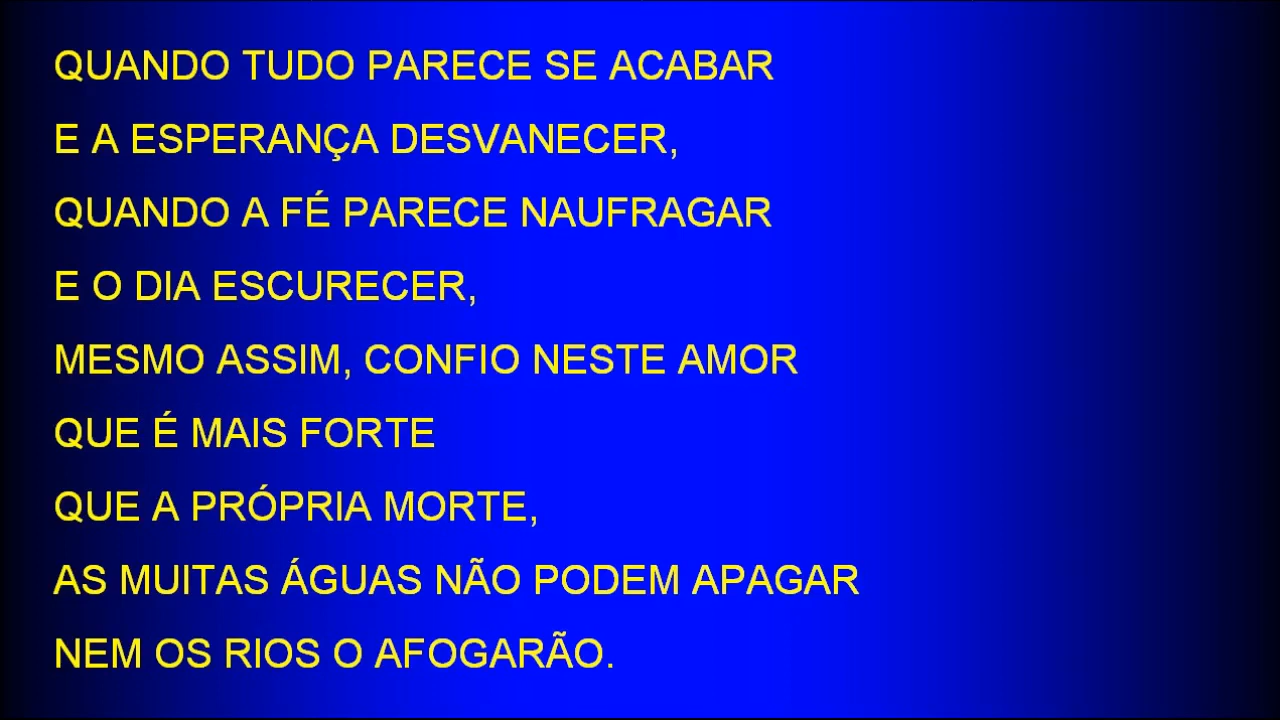 QUANDO TUDO PARECE SE ACABAR
E A ESPERANÇA DESVANECER,
QUANDO A FÉ PARECE NAUFRAGAR
E O DIA ESCURECER,
MESMO ASSIM, CONFIO NESTE AMOR
QUE É MAIS FORTE
QUE A PRÓPRIA MORTE,
AS MUITAS ÁGUAS NÃO PODEM APAGAR
NEM OS RIOS O AFOGARÃO.